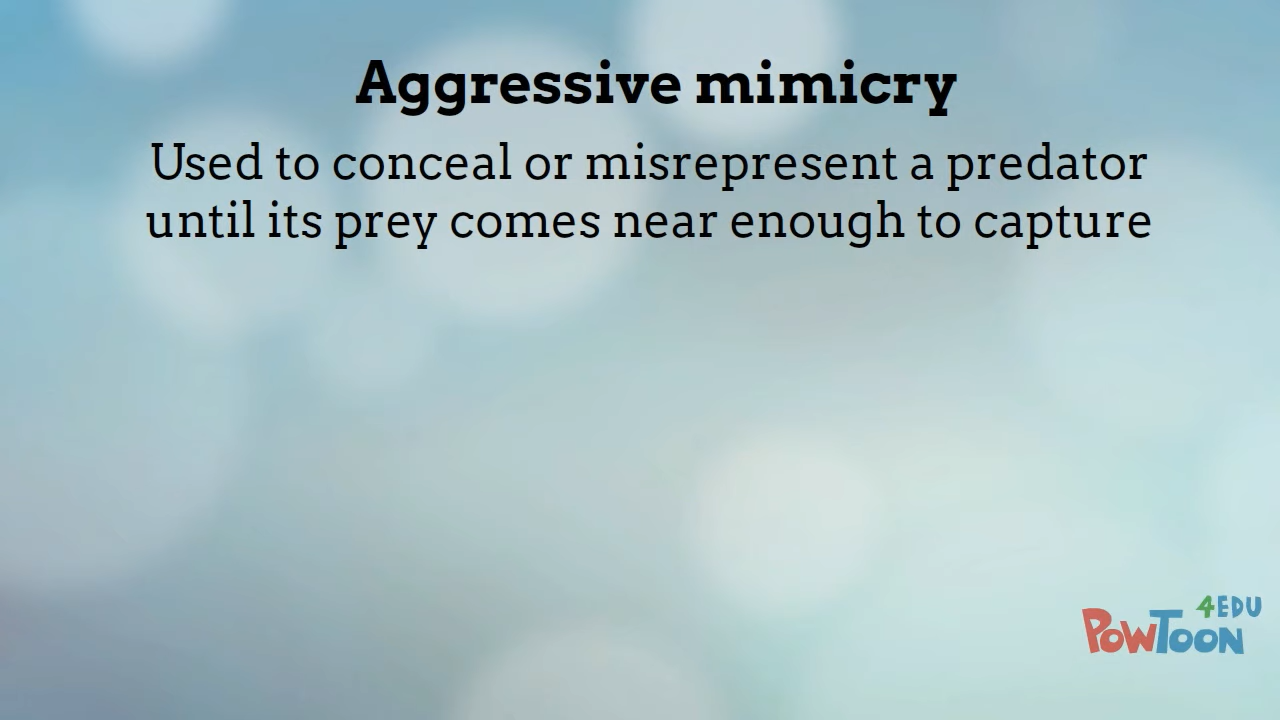 Aggressive mimicry
Used to conceal or misrepresent a predator
until its prey comes near enough to capture
4EDU
PowToon